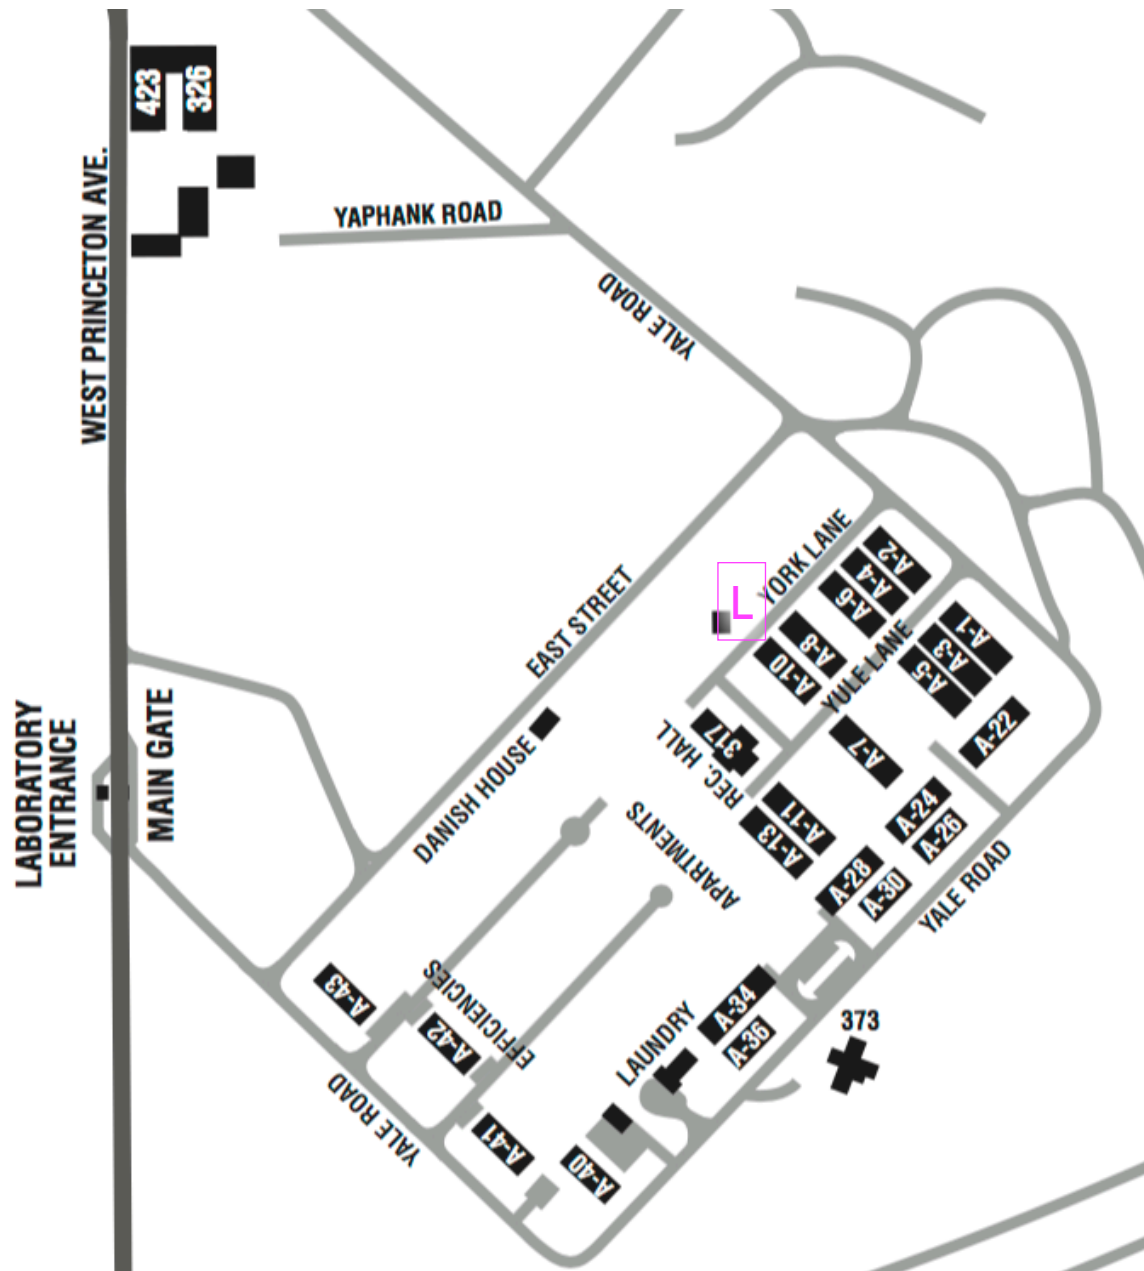 423
326
WEST PRINCETON AVE.
YAPHANK ROAD
YALE ROAD
YORK LANE
L
A-2
A-4
A-6
A-8
A-10
YULE LANE
A-1
A-3
A-5
A-7
A-22
EAST STREET
DANISH HOUSE
317
REC. HALL
A-11
A-13
A-24
A-26
A-28
A-30
YALE ROAD
APARTMENTS
LABORATORY
ENTRANCE
MAIN GATE
EFFICIENCIES
A-43
A-42
A-41
A-40
LAUNDRY
A-34
A-36
373
YALE ROAD